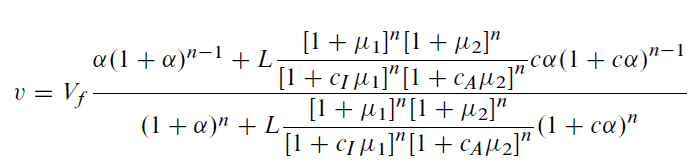 v = V_f \frac{\alpha(1 + \alpha)^{n-1} + L \frac{[1 + \mu_1]^n [1 + \mu_2]^n}{[1 + c_I \mu_1]^n [1 + c_A \mu_2]^n} c\alpha(1 + c\alpha)^{n-1}}{(1 + \alpha)^n + L \frac{[1 + \mu_1]^n [1 + \mu_2]^n}{[1 + c_I \mu_1]^n [1 + c_A \mu_2]^n} (1 + c\alpha)^n}